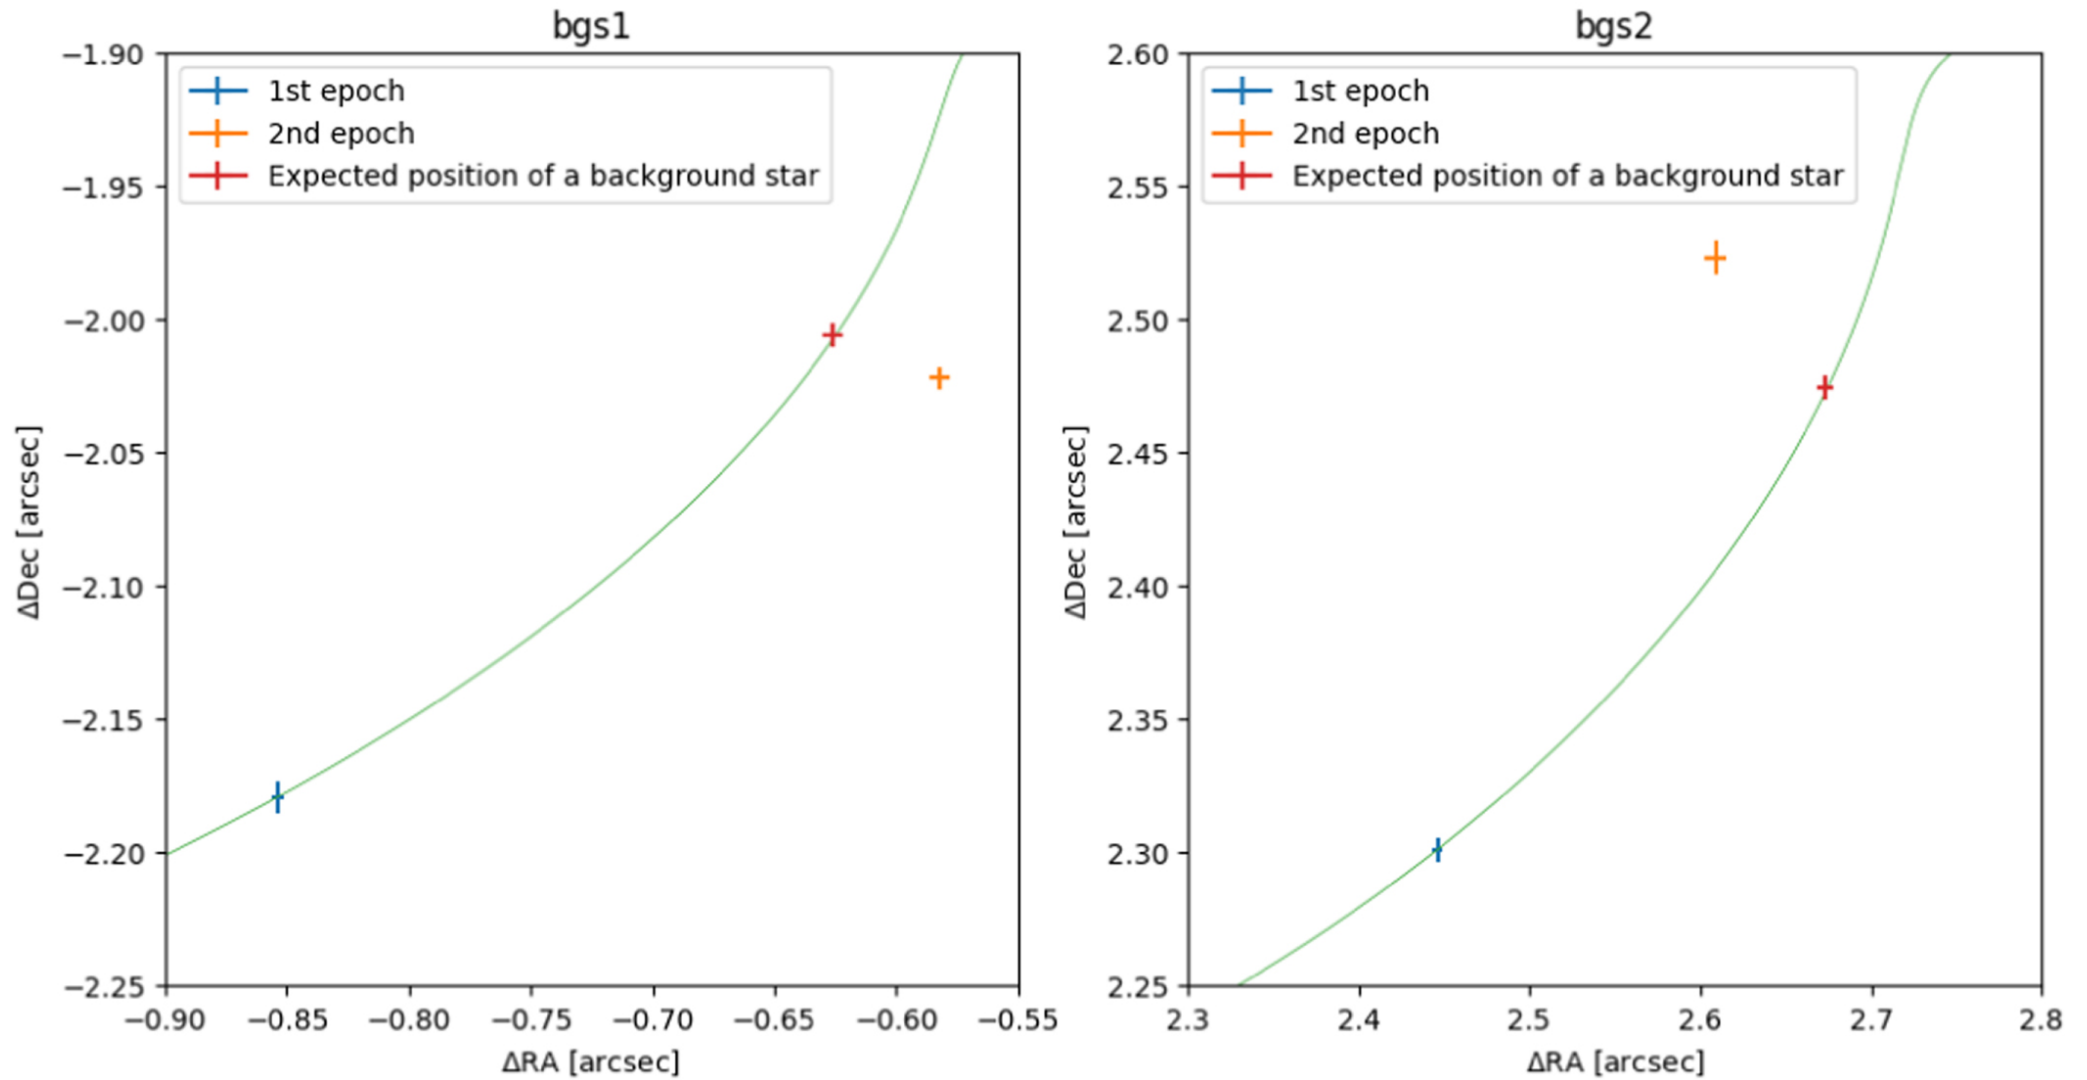 bgs1
−1.90
−1.95
−2.00
−2.05
−2.10
−2.15
−2.20
−2.25
ΔDec [arcsec]
1st epoch
2nd epoch
Expected position of a background star
−0.90 −0.85 −0.80 −0.75 −0.70 −0.65 −0.60 −0.55
ΔRA [arcsec]
bgs2
2.60
2.55
2.50
2.45
2.40
2.35
2.30
2.25
ΔDec [arcsec]
1st epoch
2nd epoch
Expected position of a background star
2.3 2.4 2.5 2.6 2.7 2.8
ΔRA [arcsec]